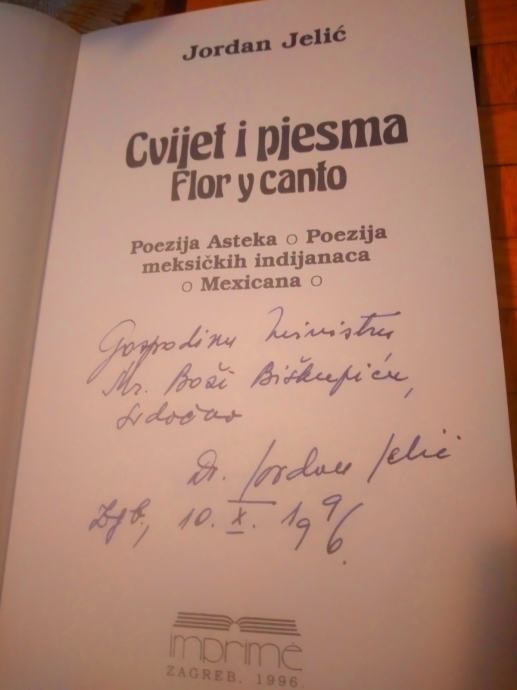 Jordan Jelić
Cvijet i pjesma
Flor y canto
Poezija Asteka ○ Poezija
meksičkih indijanaca
○ Mexicana ○
Gospodinu Ministru
Mr. Boži Biškupiću,
srdačno
Dr. Jordan Jelić
Zgb, 10. X. 1996.
imprimè
ZAGREB. 1996.